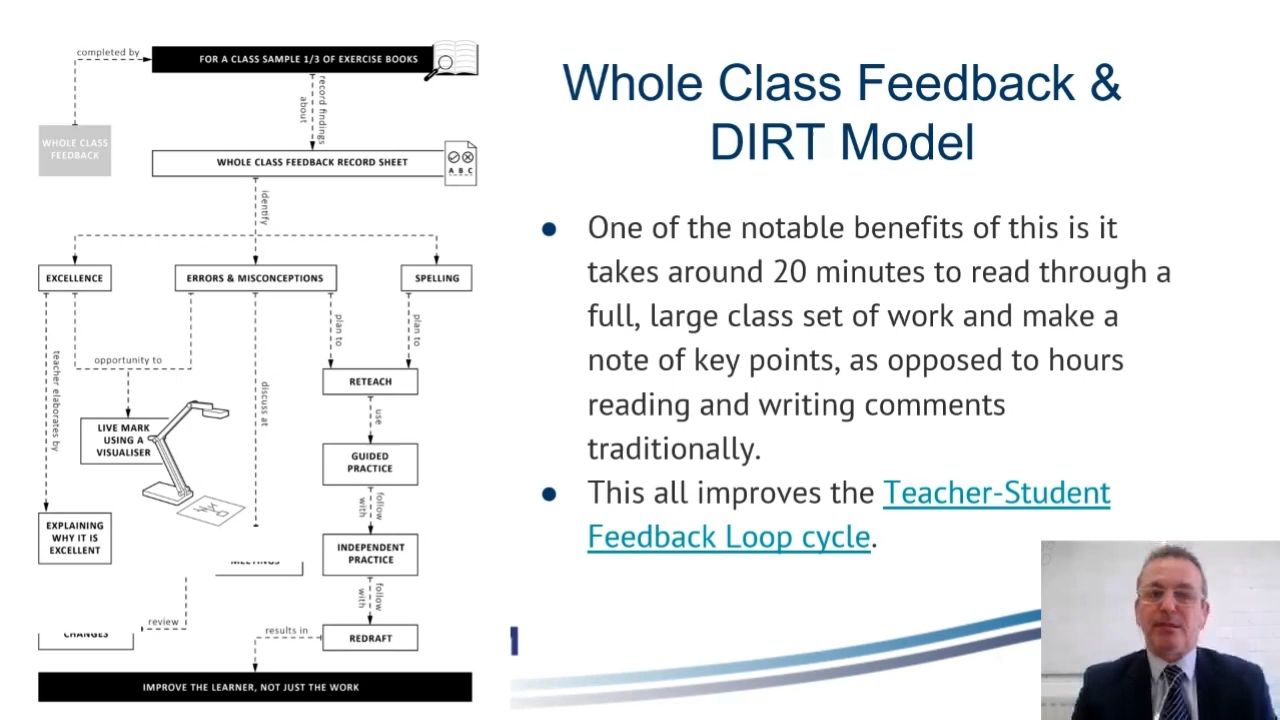 completed by
FOR A CLASS SAMPLE 1/3 OF EXERCISE BOOKS
record findings
about
WHOLE CLASS
FEEDBACK
WHOLE CLASS FEEDBACK RECORD SHEET
A B C
identify
EXCELLENCE
ERRORS & MISCONCEPTIONS
SPELLING
teacher elaborates by
opportunity to
discuss at
plan to
plan to
RETEACH
use
LIVE MARK
USING A
VISUALISER
GUIDED
PRACTICE
follow
with
EXPLAINING
WHY IT IS
EXCELLENT
INDEPENDENT
PRACTICE
MEETINGS
follow
with
review
CHANGES
results in
REDRAFT
IMPROVE THE LEARNER, NOT JUST THE WORK
Whole Class Feedback &
DIRT Model
● One of the notable benefits of this is it
takes around 20 minutes to read through a
full, large class set of work and make a
note of key points, as opposed to hours
reading and writing comments
traditionally.
● This all improves the Teacher-Student
Feedback Loop cycle.